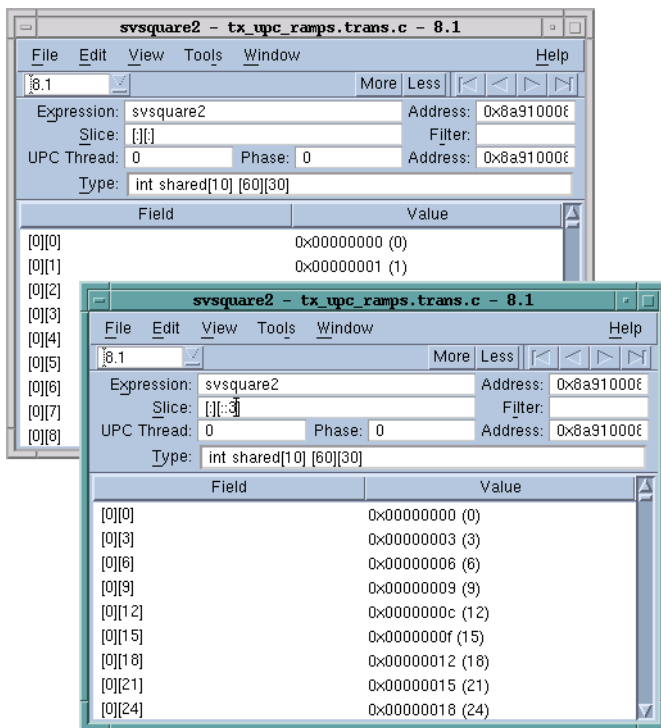 svsquare2 - tx_upc_ramps.trans.c - 8.1
File Edit View Tools Window Help
8.1 More Less
Expression: svsquare2 Address: 0x8a910008
Slice: [:][:] Filter:
UPC Thread: 0 Phase: 0 Address: 0x8a910008
Type: int shared[10] [60][30]
Field Value
[0][0] 0x00000000 (0)
[0][1] 0x00000001 (1)
[0][2]
[0][3]
[0][4]
[0][5]
[0][6]
[0][7]
[0][8]
svsquare2 - tx_upc_ramps.trans.c - 8.1
File Edit View Tools Window Help
8.1 More Less
Expression: svsquare2 Address: 0x8a910008
Slice: [:][::3] Filter:
UPC Thread: 0 Phase: 0 Address: 0x8a910008
Type: int shared[10] [60][30]
Field Value
[0][0] 0x00000000 (0)
[0][3] 0x00000003 (3)
[0][6] 0x00000006 (6)
[0][9] 0x00000009 (9)
[0][12] 0x0000000c (12)
[0][15] 0x0000000f (15)
[0][18] 0x00000012 (18)
[0][21] 0x00000015 (21)
[0][24] 0x00000018 (24)